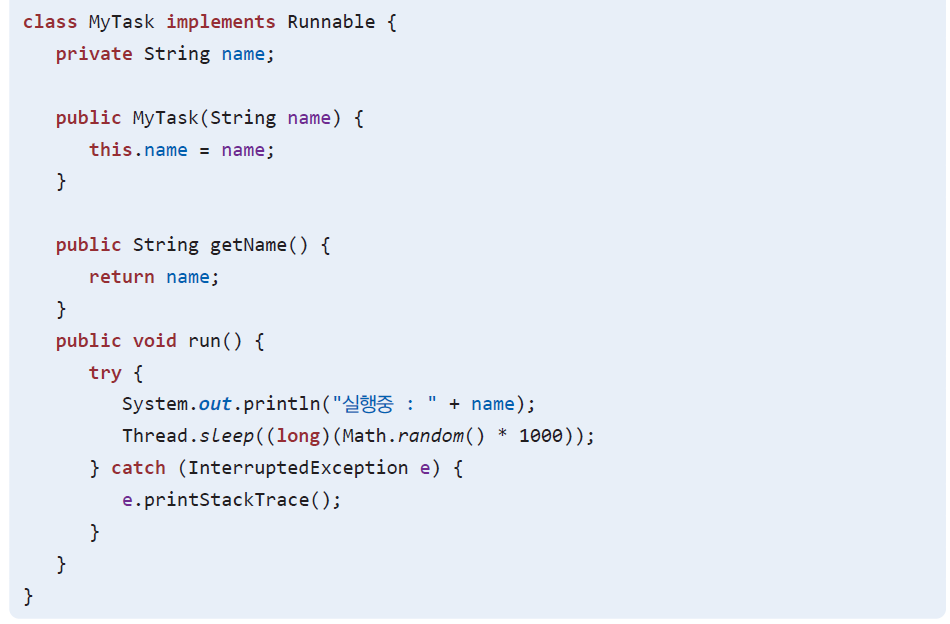 class MyTask implements Runnable {
private String name;
public MyTask(String name) {
this.name = name;
}
public String getName() {
return name;
}
public void run() {
try {
System.out.println("실행중 : " + name);
Thread.sleep((long)(Math.random() * 1000));
} catch (InterruptedException e) {
e.printStackTrace();
}
}
}